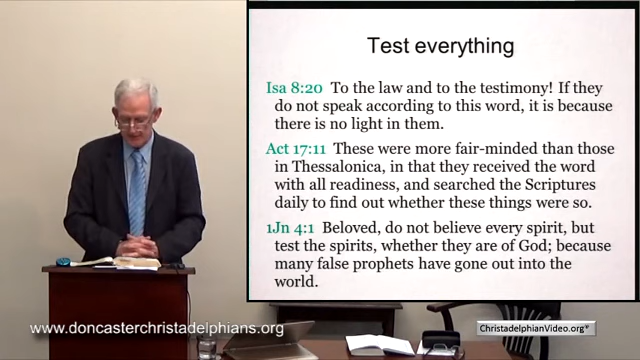 Test everything
Isa 8:20 To the law and to the testimony! If they
do not speak according to this word, it is because
there is no light in them.
Act 17:11 These were more fair-minded than those
in Thessalonica, in that they received the word
with all readiness, and searched the Scriptures
daily to find out whether these things were so.
1Jn 4:1 Beloved, do not believe every spirit, but
test the spirits, whether they are of God; because
many false prophets have gone out into the
world.
www.doncasterchristadelphians.org
ChristadelphianVideo.org®